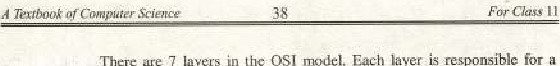 A Textbook of Computer Science 38 For Class 11
There are 7 layers in the OSI model. Each layer is responsible for a